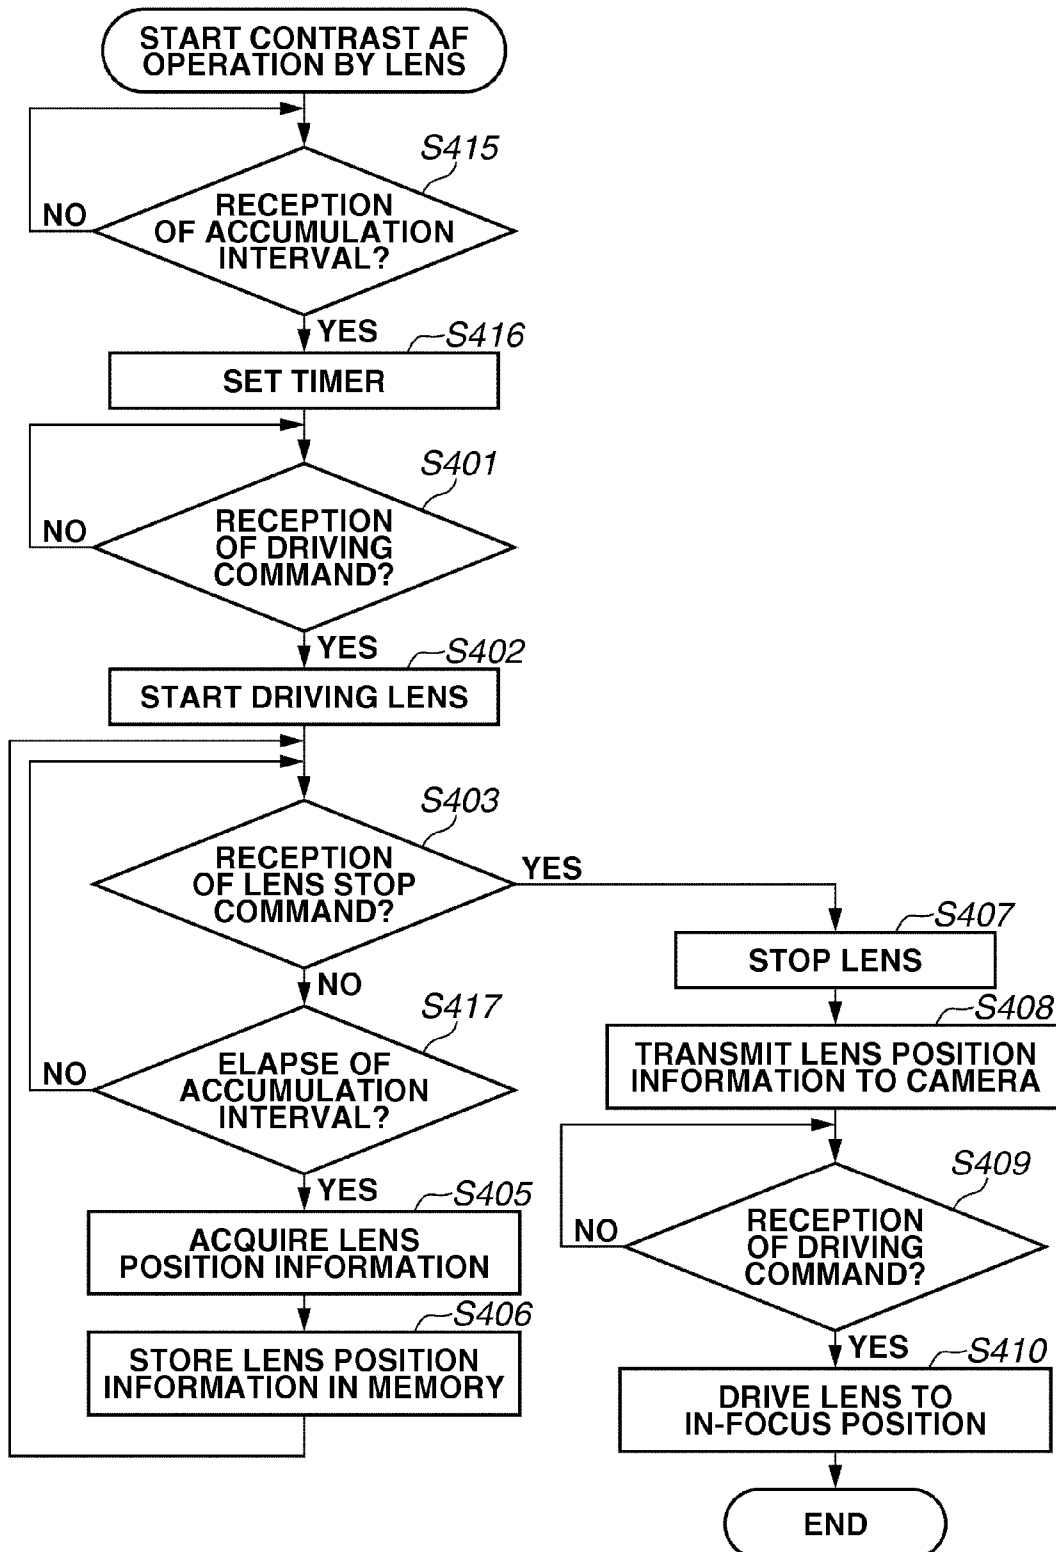 START CONTRAST AF
OPERATION BY LENS
S415
RECEPTION
OF ACCUMULATION
INTERVAL?
NO
YES
S416
SET TIMER
S401
RECEPTION
OF DRIVING
COMMAND?
NO
YES
S402
START DRIVING LENS
S403
RECEPTION
OF LENS STOP
COMMAND?
YES
NO
S417
ELAPSE OF
ACCUMULATION
INTERVAL?
NO
YES
S405
ACQUIRE LENS
POSITION INFORMATION
S406
STORE LENS POSITION
INFORMATION IN MEMORY
S407
STOP LENS
S408
TRANSMIT LENS POSITION
INFORMATION TO CAMERA
S409
RECEPTION
OF DRIVING
COMMAND?
NO
YES
S410
DRIVE LENS TO
IN-FOCUS POSITION
END